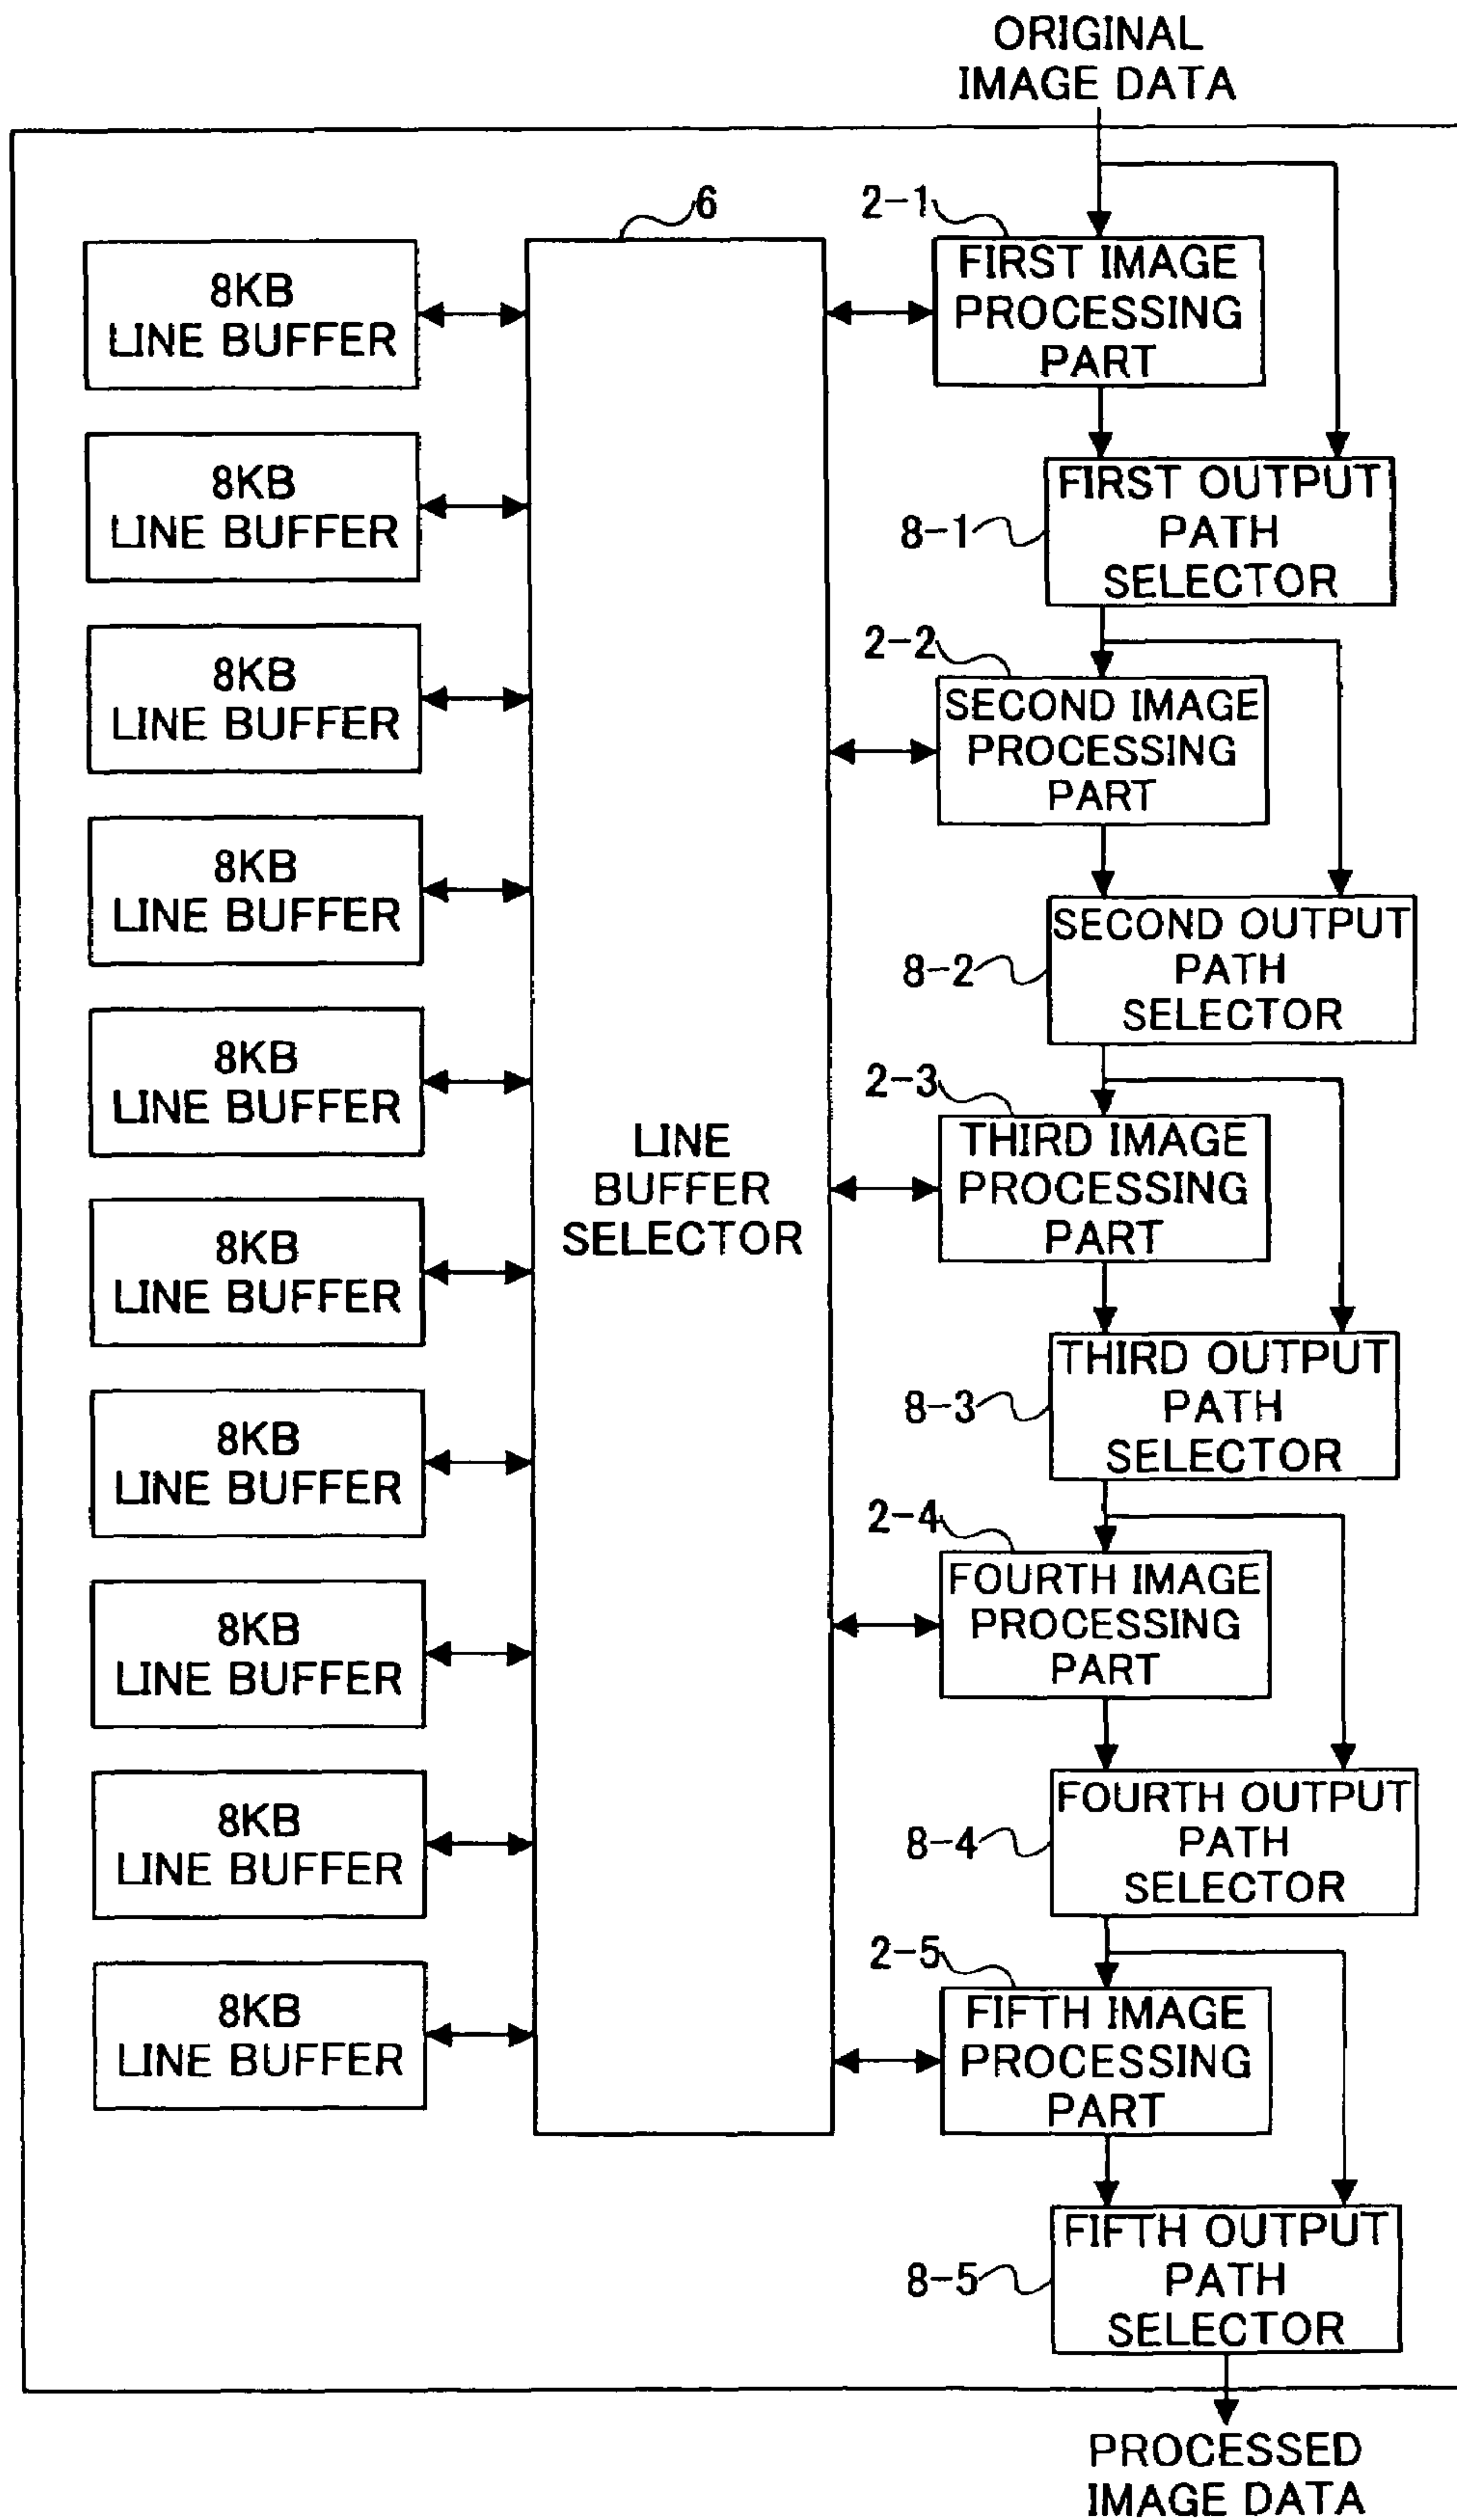 ORIGINAL
IMAGE DATA
6
2-1
8KB
LINE BUFFER
FIRST IMAGE
PROCESSING
PART
8KB
LINE BUFFER
8-1
FIRST OUTPUT
PATH
SELECTOR
2-2
8KB
LINE BUFFER
SECOND IMAGE
PROCESSING
PART
8KB
LINE BUFFER
8-2
SECOND OUTPUT
PATH
SELECTOR
8KB
LINE BUFFER
2-3
LINE
BUFFER
SELECTOR
THIRD IMAGE
PROCESSING
PART
8KB
LINE BUFFER
8-3
THIRD OUTPUT
PATH
SELECTOR
8KB
LINE BUFFER
2-4
FOURTH IMAGE
PROCESSING
PART
8KB
LINE BUFFER
8-4
FOURTH OUTPUT
PATH
SELECTOR
8KB
LINE BUFFER
2-5
FIFTH IMAGE
PROCESSING
PART
8KB
LINE BUFFER
8-5
FIFTH OUTPUT
PATH
SELECTOR
PROCESSED
IMAGE DATA